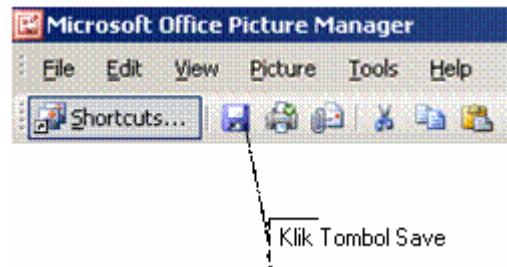 Microsoft Office Picture Manager
File Edit View Picture Tools Help
Shortcuts...
Klik Tombol Save